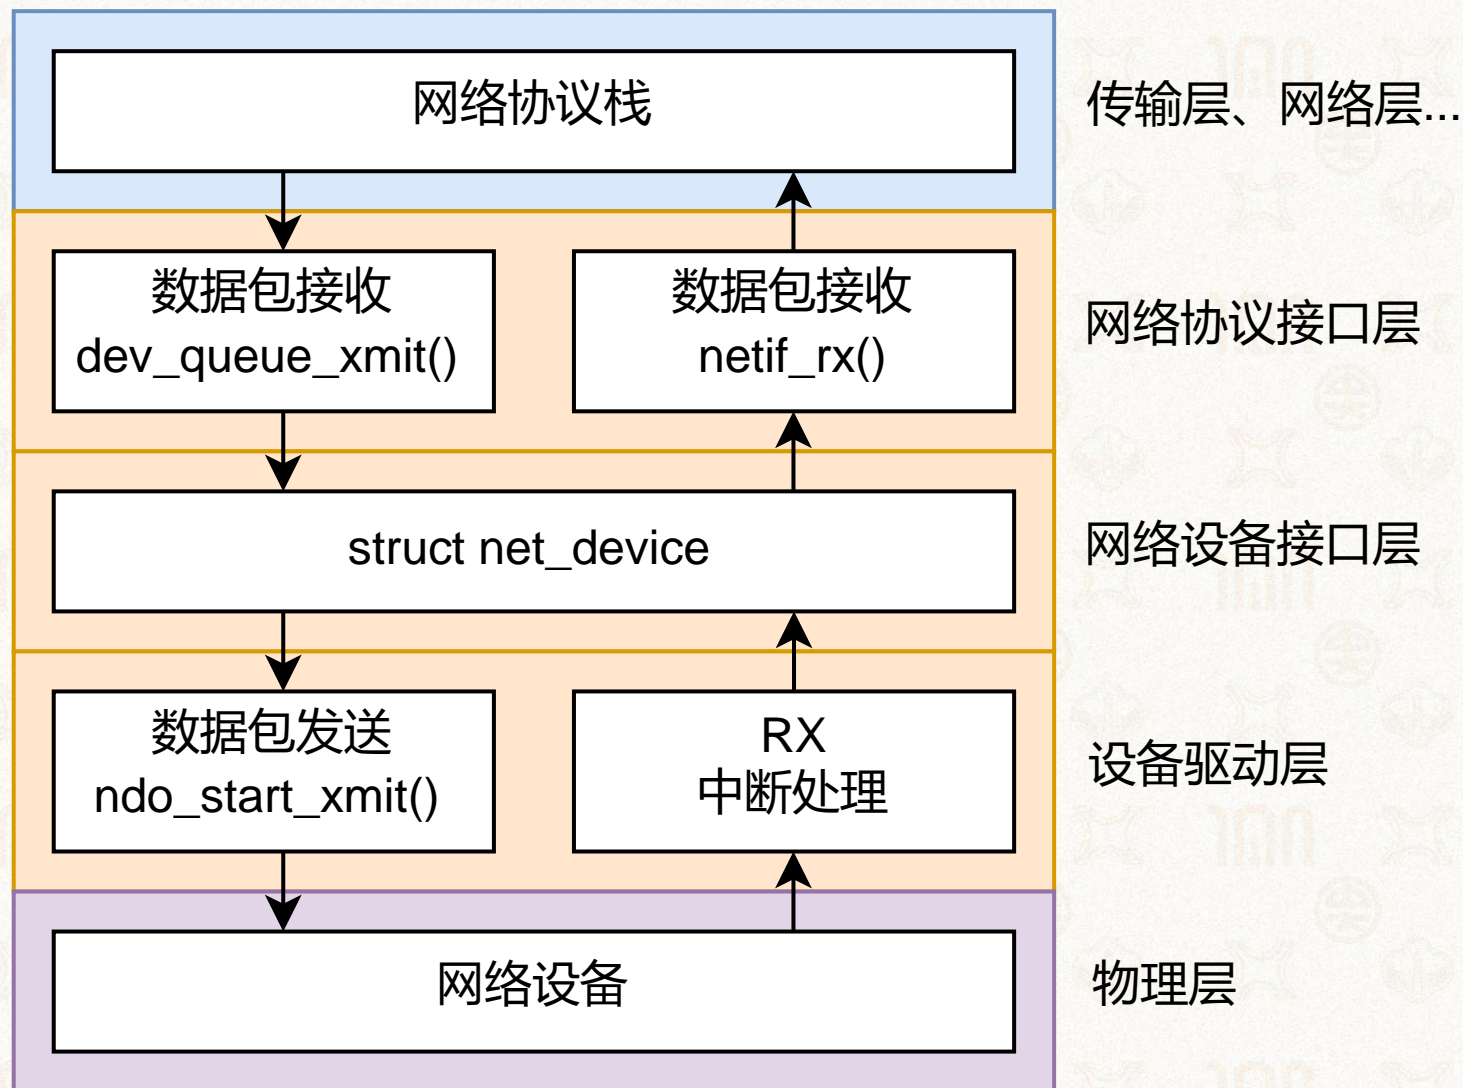 网络协议栈
传输层、网络层...
数据包接收
dev_queue_xmit()
数据包接收
netif_rx()
网络协议接口层
struct net_device
网络设备接口层
数据包发送
ndo_start_xmit()
RX
中断处理
设备驱动层
网络设备
物理层